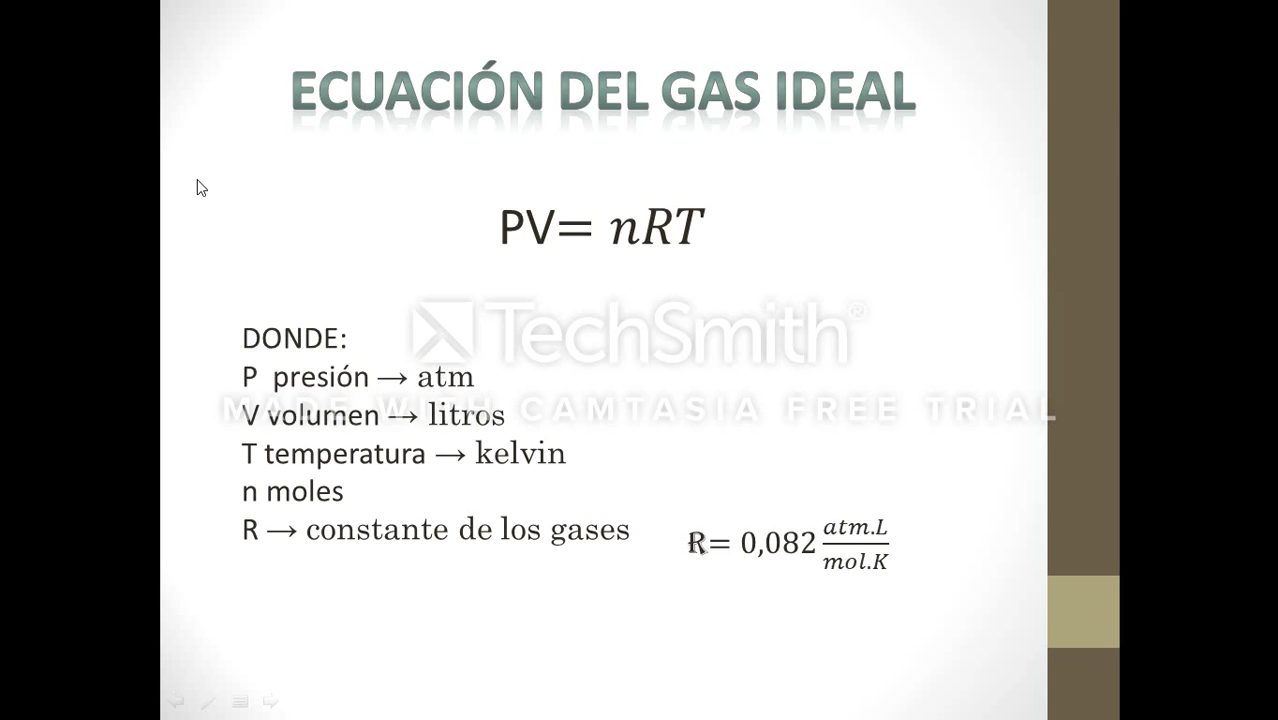 ECUACIÓN DEL GAS IDEAL
PV= nRT
TechSmith®
DONDE:
P presión → atm
MADE WITH CAMTASIA FREE TRIAL
V volumen → litros
T temperatura → kelvin
n moles
R → constante de los gases
R= 0,082 atm.L / mol.K